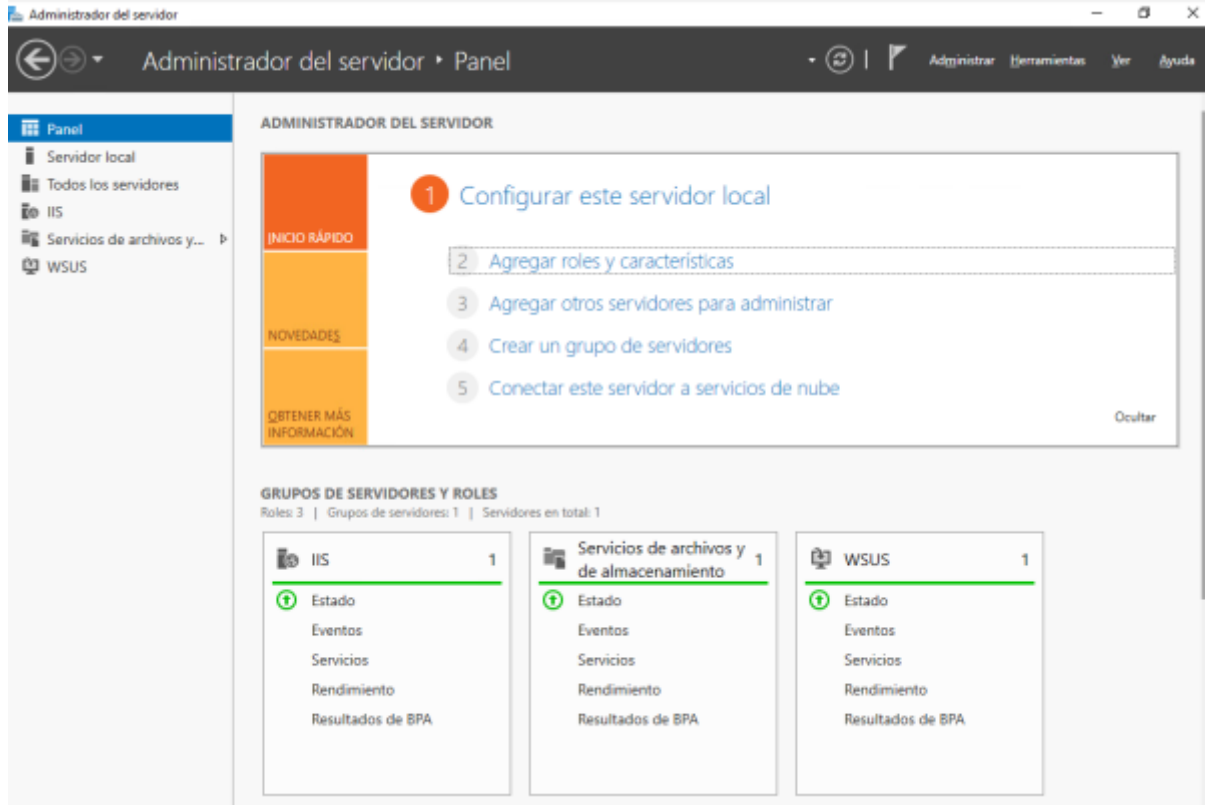 Administrador del servidor
Administrador del servidor ‣ Panel
Administrar Herramientas Ver Ayuda
Panel
Servidor local
Todos los servidores
IIS
Servicios de archivos y...
WSUS
ADMINISTRADOR DEL SERVIDOR
INICIO RÁPIDO
NOVEDADES
OBTENER MÁS
INFORMACIÓN
1 Configurar este servidor local
2 Agregar roles y características
3 Agregar otros servidores para administrar
4 Crear un grupo de servidores
5 Conectar este servidor a servicios de nube
Ocultar
GRUPOS DE SERVIDORES Y ROLES
Roles: 3 | Grupos de servidores: 1 | Servidores en total: 1
IIS 1
Estado
Eventos
Servicios
Rendimiento
Resultados de BPA
Servicios de archivos y
de almacenamiento 1
Estado
Eventos
Servicios
Rendimiento
Resultados de BPA
WSUS 1
Estado
Eventos
Servicios
Rendimiento
Resultados de BPA